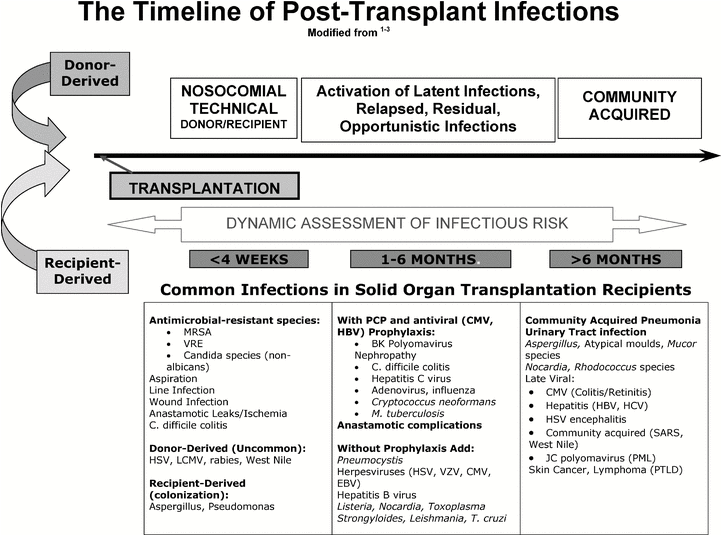 The Timeline of Post-Transplant Infections
Modified from 1-3
Donor-
Derived
NOSOCOMIAL
TECHNICAL
DONOR/RECIPIENT
Activation of Latent Infections,
Relapsed, Residual,
Opportunistic Infections
COMMUNITY
ACQUIRED
TRANSPLANTATION
DYNAMIC ASSESSMENT OF INFECTIOUS RISK
Recipient-
Derived
<4 WEEKS
1-6 MONTHS.
>6 MONTHS
Common Infections in Solid Organ Transplantation Recipients
Antimicrobial-resistant species:
• MRSA
• VRE
• Candida species (non-
albicans)
Aspiration
Line Infection
Wound Infection
Anastamotic Leaks/Ischemia
C. difficile colitis
Donor-Derived (Uncommon):
HSV, LCMV, rabies, West Nile
Recipient-Derived
(colonization):
Aspergillus, Pseudomonas
With PCP and antiviral (CMV,
HBV) Prophylaxis:
• BK Polyomavirus
Nephropathy
• C. difficile colitis
• Hepatitis C virus
• Adenovirus, influenza
• Cryptococcus neoformans
• M. tuberculosis
Anastamotic complications
Without Prophylaxis Add:
Pneumocystis
Herpesviruses (HSV, VZV, CMV,
EBV)
Hepatitis B virus
Listeria, Nocardia, Toxoplasma
Strongyloides, Leishmania, T. cruzi
Community Acquired Pneumonia
Urinary Tract infection
Aspergillus, Atypical moulds, Mucor
species
Nocardia, Rhodococcus species
Late Viral:
• CMV (Colitis/Retinitis)
• Hepatitis (HBV, HCV)
• HSV encephalitis
• Community acquired (SARS,
West Nile)
• JC polyomavirus (PML)
Skin Cancer, Lymphoma (PTLD)